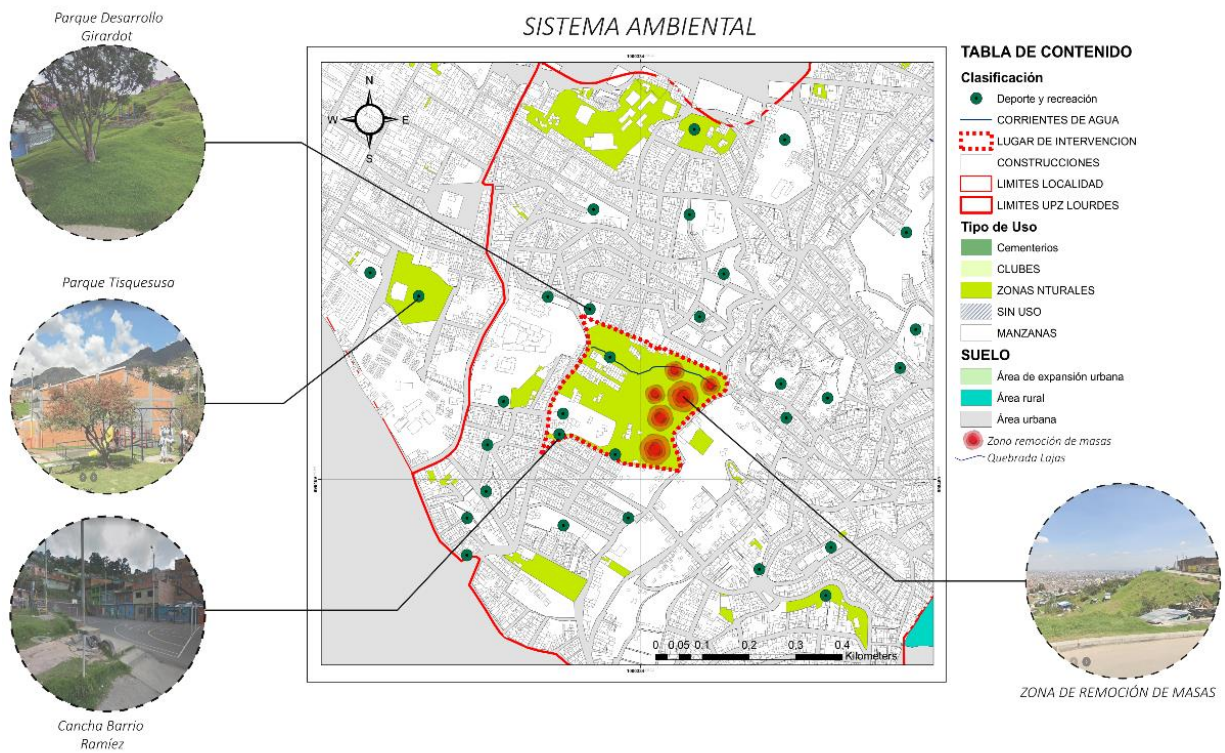 SISTEMA AMBIENTAL
Parque Desarrollo
Girardot
Parque Tisquesusa
Cancha Barrio
Ramíez
N
W
E
S
0
0,05
0,1
0,2
0,3
0,4
Kilometers
TABLA DE CONTENIDO
Clasificación
Deporte y recreación
CORRIENTES DE AGUA
LUGAR DE INTERVENCION
CONSTRUCCIONES
LIMITES LOCALIDAD
LIMITES UPZ LOURDES
Tipo de Uso
Cementerios
CLUBES
ZONAS NTURALES
SIN USO
MANZANAS
SUELO
Área de expansión urbana
Área rural
Área urbana
Zona remoción de masas
Quebrada Lajas
ZONA DE REMOCIÓN DE MASAS